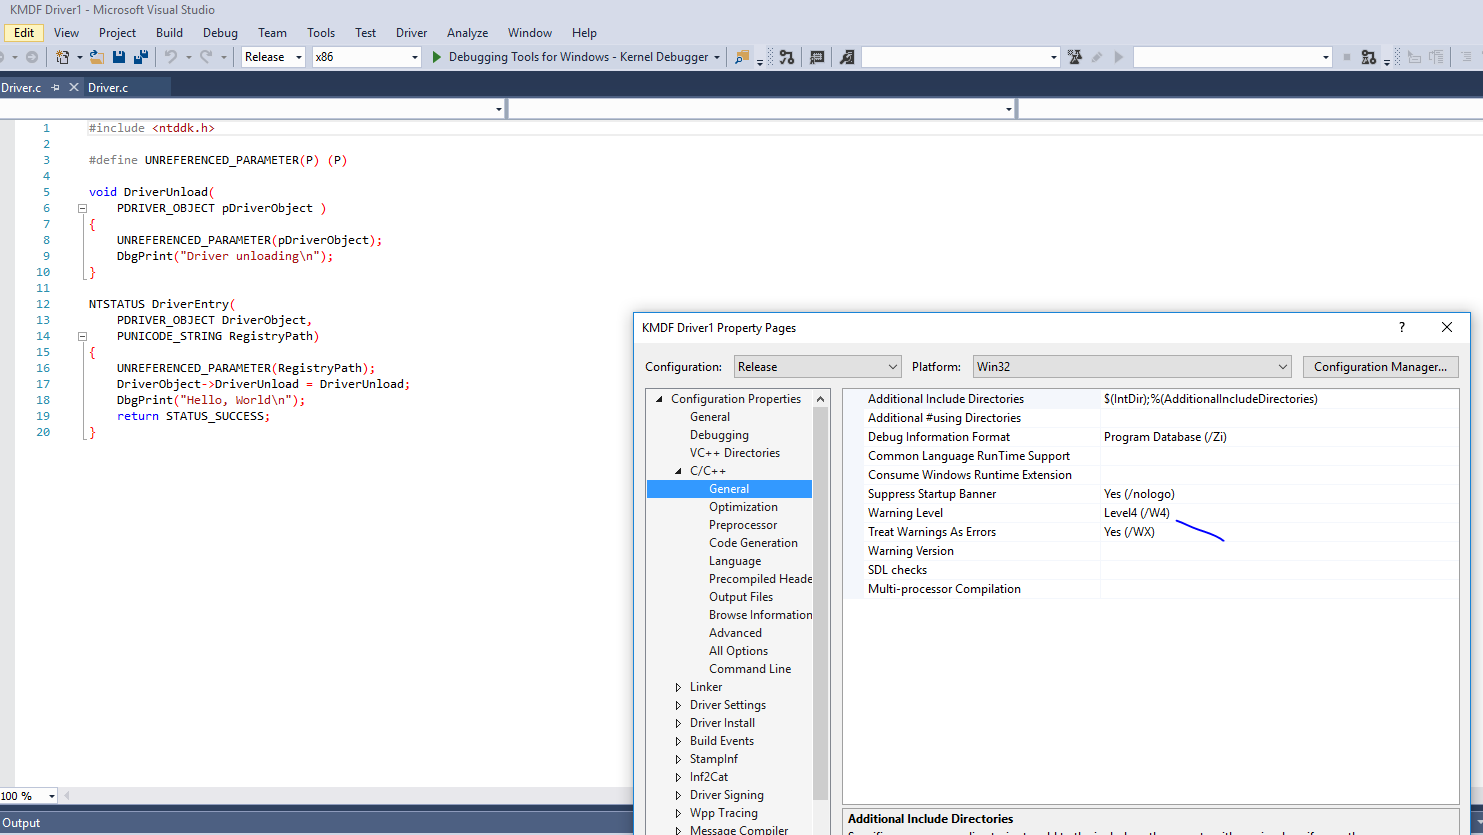 KMDF Driver1 - Microsoft Visual Studio
Edit View Project Build Debug Team Tools Test Driver Analyze Window Help
Release x86 Debugging Tools for Windows - Kernel Debugger
Driver.c Driver.c
1 #include <ntddk.h>
2
3 #define UNREFERENCED_PARAMETER(P) (P)
4
5 void DriverUnload(
6 PDRIVER_OBJECT pDriverObject )
7 {
8 UNREFERENCED_PARAMETER(pDriverObject);
9 DbgPrint("Driver unloading\n");
10 }
11
12 NTSTATUS DriverEntry(
13 PDRIVER_OBJECT DriverObject,
14 PUNICODE_STRING RegistryPath)
15 {
16 UNREFERENCED_PARAMETER(RegistryPath);
17 DriverObject->DriverUnload = DriverUnload;
18 DbgPrint("Hello, World\n");
19 return STATUS_SUCCESS;
20 }
100 %
Output
KMDF Driver1 Property Pages ?
Configuration: Release Platform: Win32 Configuration Manager...
Configuration Properties
General
Debugging
VC++ Directories
C/C++
General
Optimization
Preprocessor
Code Generation
Language
Precompiled Heade
Output Files
Browse Information
Advanced
All Options
Command Line
Linker
Driver Settings
Driver Install
Build Events
StampInf
Inf2Cat
Driver Signing
Wpp Tracing
Message Compiler
Additional Include Directories $(IntDir);%(AdditionalIncludeDirectories)
Additional #using Directories
Debug Information Format Program Database (/Zi)
Common Language RunTime Support
Consume Windows Runtime Extension
Suppress Startup Banner Yes (/nologo)
Warning Level Level4 (/W4)
Treat Warnings As Errors Yes (/WX)
Warning Version
SDL checks
Multi-processor Compilation
Additional Include Directories